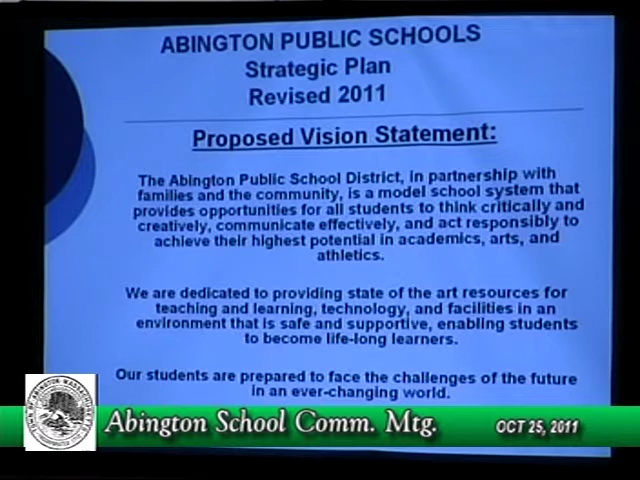 ABINGTON PUBLIC SCHOOLS
Strategic Plan
Revised 2011
Proposed Vision Statement:
The Abington Public School District, in partnership with
families and the community, is a model school system that
provides opportunities for all students to think critically and
creatively, communicate effectively, and act responsibly to
achieve their highest potential in academics, arts, and
athletics.
We are dedicated to providing state of the art resources for
teaching and learning, technology, and facilities in an
environment that is safe and supportive, enabling students
to become life-long learners.
Our students are prepared to face the challenges of the future
in an ever-changing world.
Abington School Comm. Mtg.
OCT 25, 2011